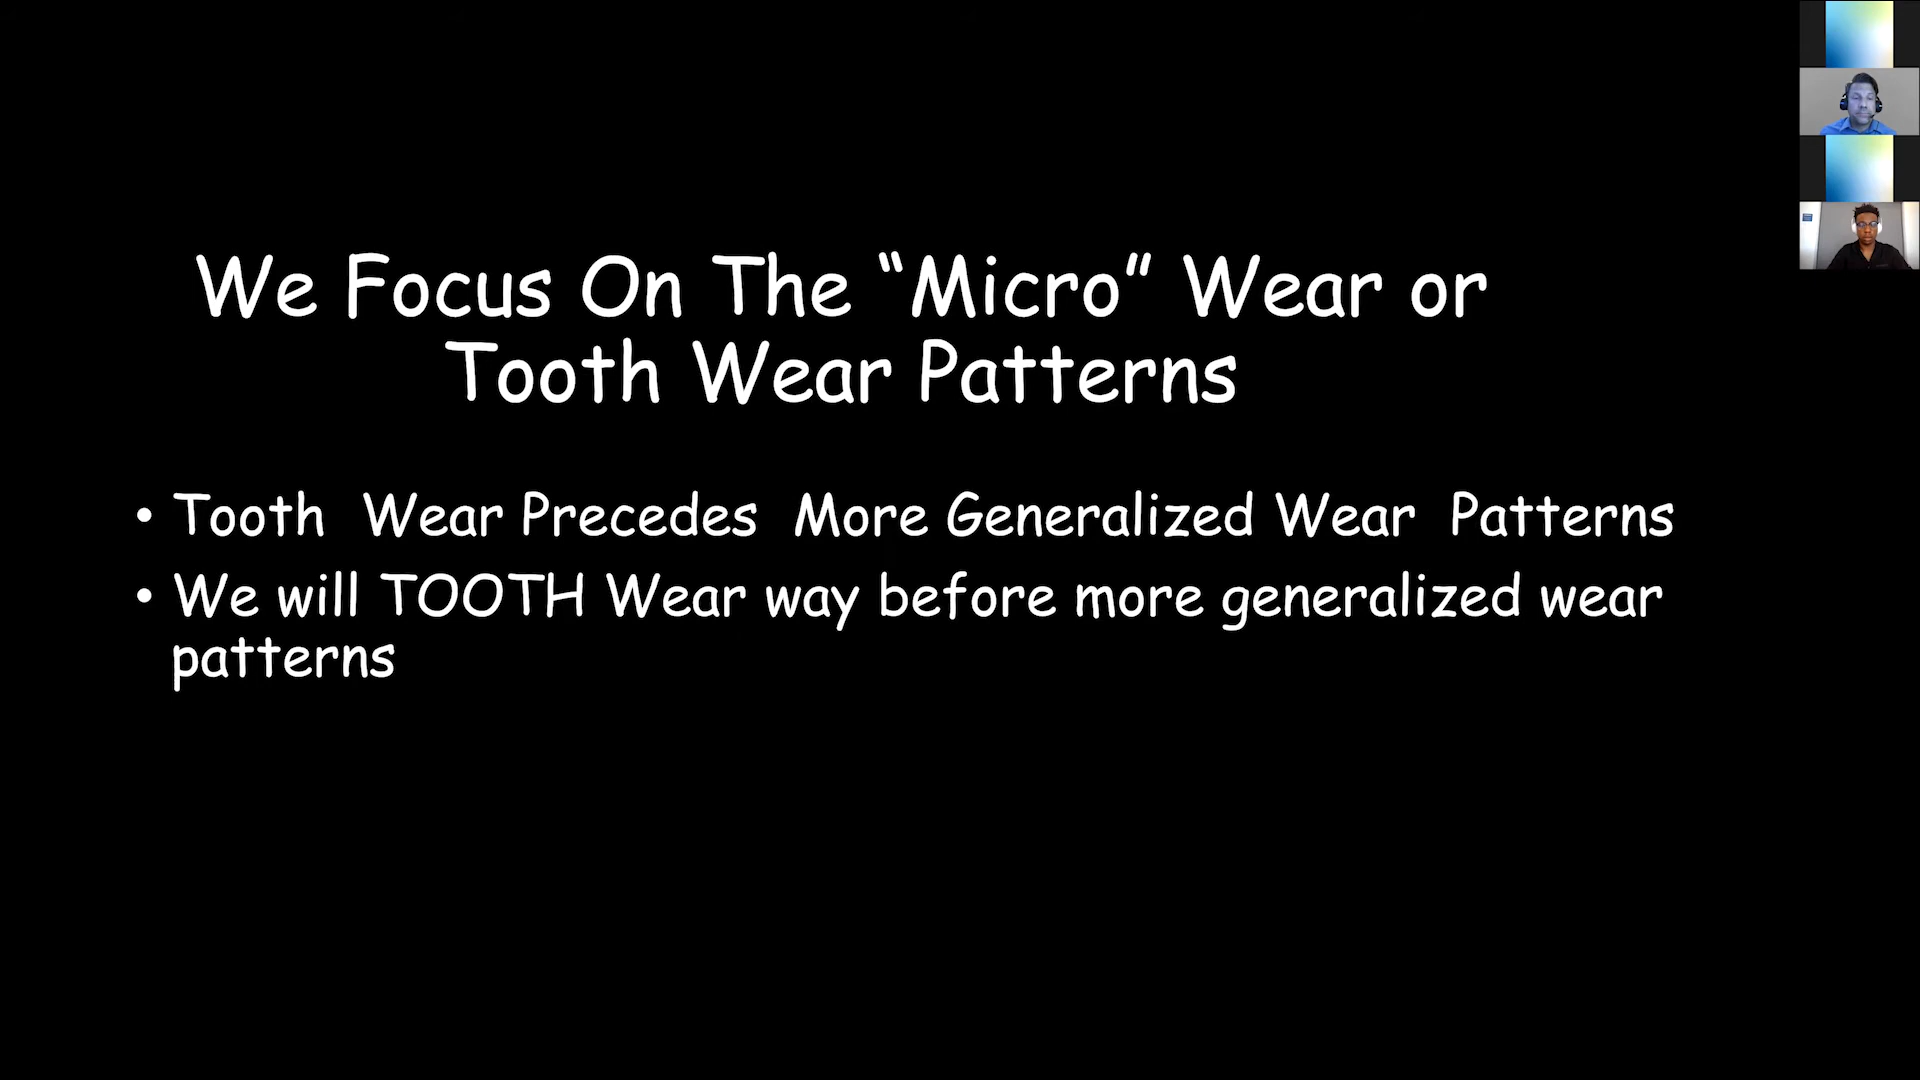 We Focus On The “Micro” Wear or
Tooth Wear Patterns
• Tooth Wear Precedes More Generalized Wear Patterns
• We will TOOTH Wear way before more generalized wear
patterns